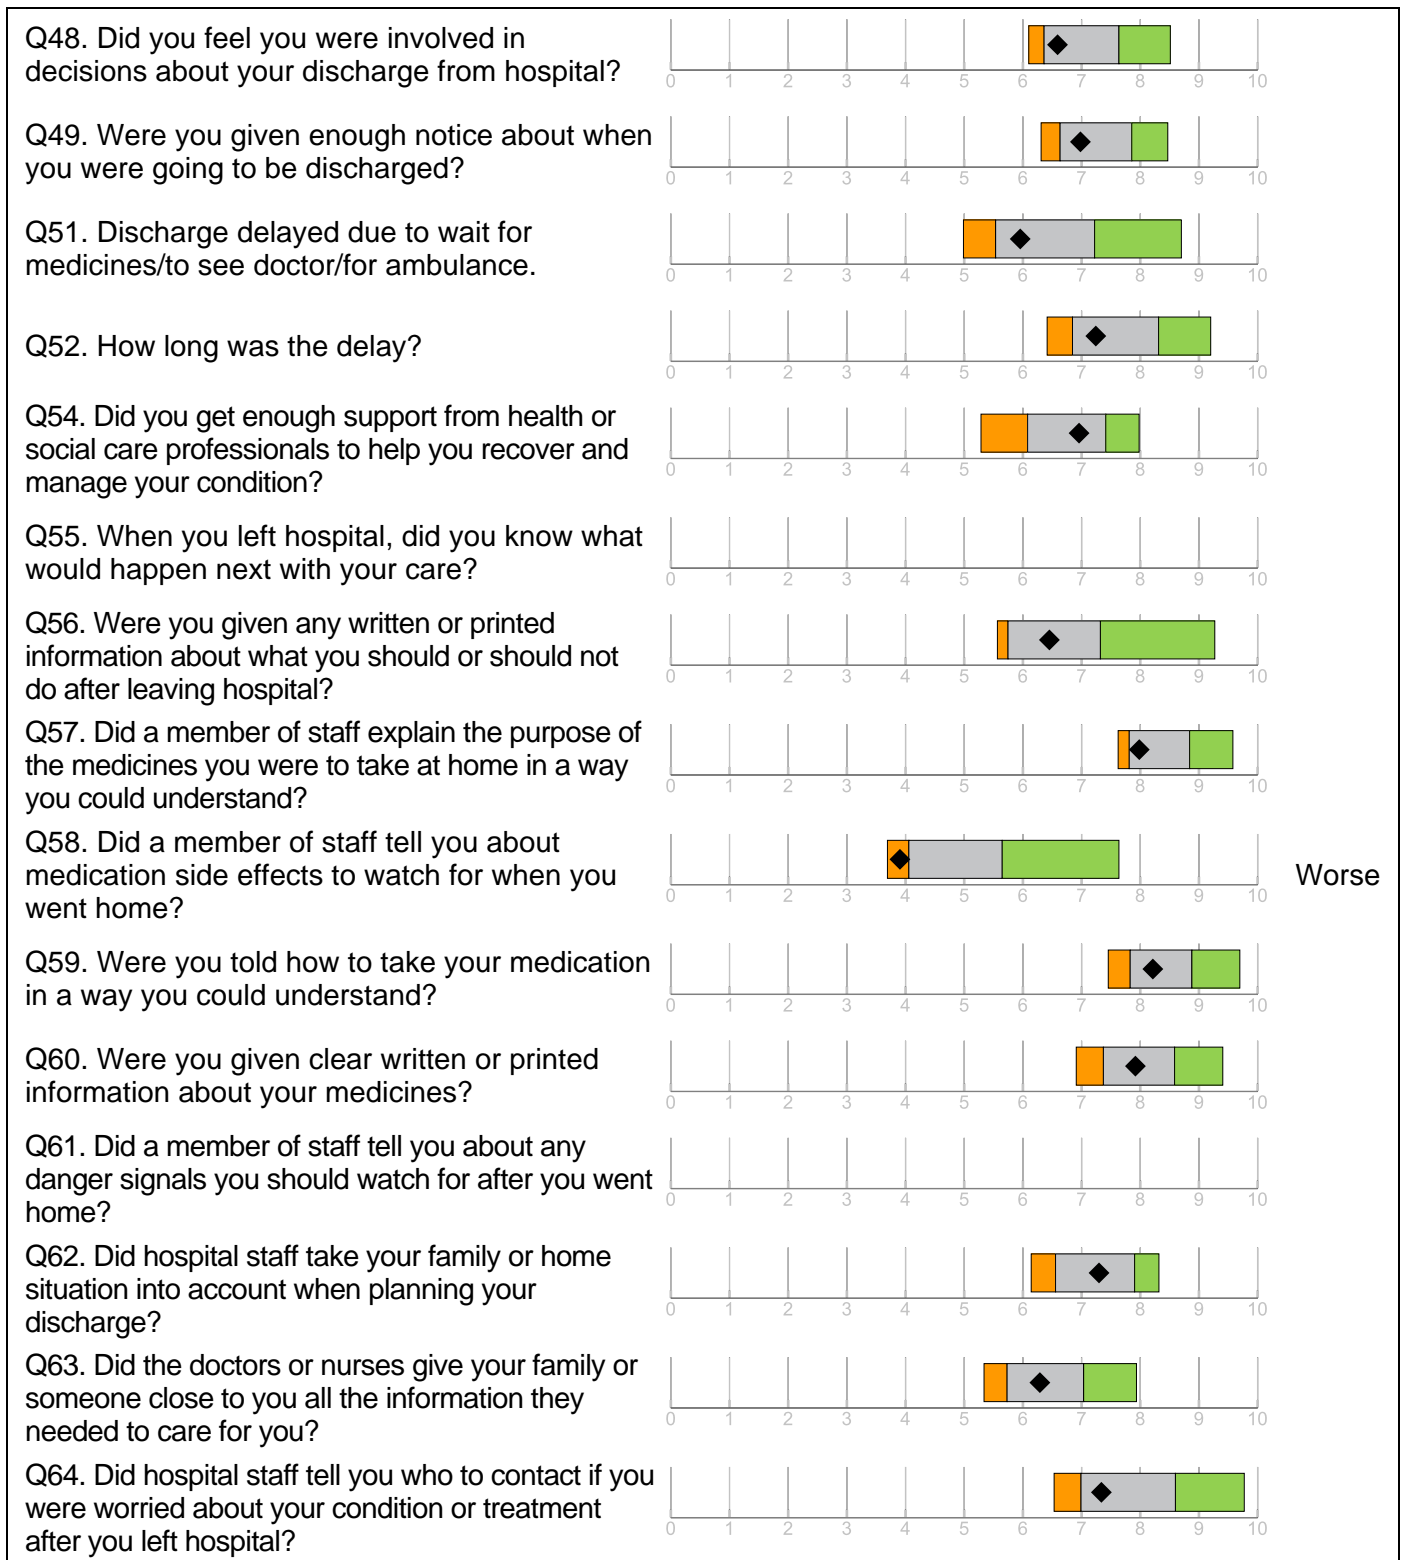 Q48. Did you feel you were involved in
decisions about your discharge from hospital?
0 1 2 3 4 5 6 7 8 9 10
Q49. Were you given enough notice about when
you were going to be discharged?
0 1 2 3 4 5 6 7 8 9 10
Q51. Discharge delayed due to wait for
medicines/to see doctor/for ambulance.
0 1 2 3 4 5 6 7 8 9 10
Q52. How long was the delay?
0 1 2 3 4 5 6 7 8 9 10
Q54. Did you get enough support from health or
social care professionals to help you recover and
manage your condition?
0 1 2 3 4 5 6 7 8 9 10
Q55. When you left hospital, did you know what
would happen next with your care?
0 1 2 3 4 5 6 7 8 9 10
Q56. Were you given any written or printed
information about what you should or should not
do after leaving hospital?
0 1 2 3 4 5 6 7 8 9 10
Q57. Did a member of staff explain the purpose of
the medicines you were to take at home in a way
you could understand?
0 1 2 3 4 5 6 7 8 9 10
Q58. Did a member of staff tell you about
medication side effects to watch for when you
went home?
0 1 2 3 4 5 6 7 8 9 10
Worse
Q59. Were you told how to take your medication
in a way you could understand?
0 1 2 3 4 5 6 7 8 9 10
Q60. Were you given clear written or printed
information about your medicines?
0 1 2 3 4 5 6 7 8 9 10
Q61. Did a member of staff tell you about any
danger signals you should watch for after you went
home?
0 1 2 3 4 5 6 7 8 9 10
Q62. Did hospital staff take your family or home
situation into account when planning your
discharge?
0 1 2 3 4 5 6 7 8 9 10
Q63. Did the doctors or nurses give your family or
someone close to you all the information they
needed to care for you?
0 1 2 3 4 5 6 7 8 9 10
Q64. Did hospital staff tell you who to contact if you
were worried about your condition or treatment
after you left hospital?
0 1 2 3 4 5 6 7 8 9 10